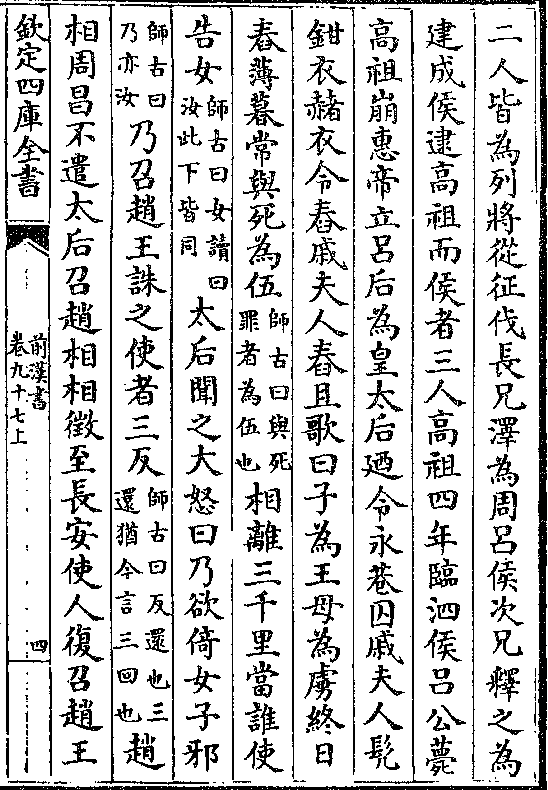 二人皆為列將從征伐長兄澤為周呂侯次兄釋之為
建成侯逮高祖而侯者三人高祖四年臨泗侯呂公薨
高祖崩惠帝立呂后為皇太后廼令永巷囚戚夫人髠
鉗衣赭衣令舂戚夫人舂且歌曰子為王母為虜終日
舂薄暮常與死為伍師古曰與死罪者為伍也相離三千里當誰使
告女師古曰女讀曰汝此下皆同太后聞之大怒曰乃欲倚女子邪
師古曰乃亦汝乃召趙王誅之使者三反師古曰反還也三還猶今言三回也趙
相周昌不遣太后召趙相相徵至長安使人復召趙王
欽定四庫全書
前漢書
卷九十七上
四